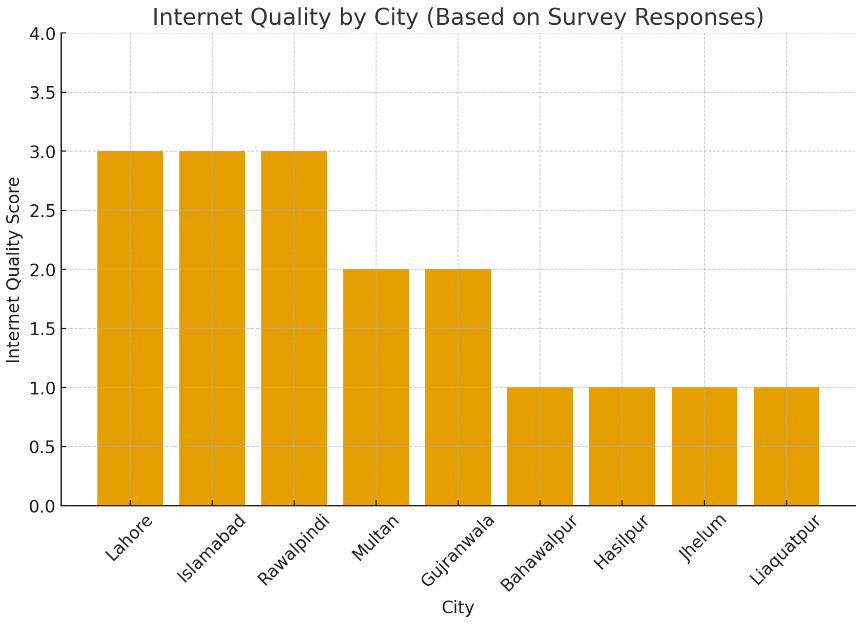 Internet Quality by City (Based on Survey Responses)
Internet Quality Score
4.0
3.5
3.0
2.5
2.0
1.5
1.0
0.5
0.0
Lahore
Islamabad
Rawalpindi
Multan
Gujranwala
Bahawalpur
Hasilpur
Jhelum
Liaquatpur
City